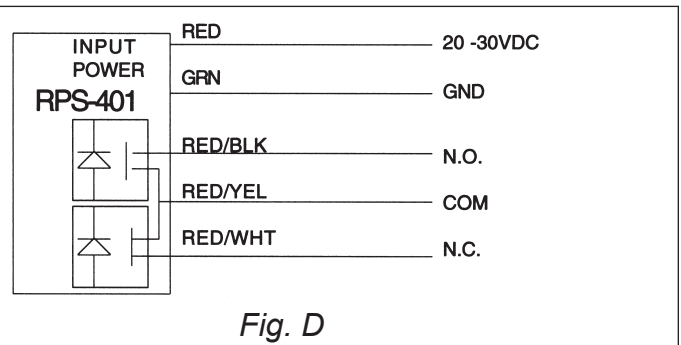 INPUT
POWER
RPS-401
RED 20 -30VDC
GRN GND
RED/BLK N.O.
RED/YEL COM
RED/WHT N.C.
Fig. D